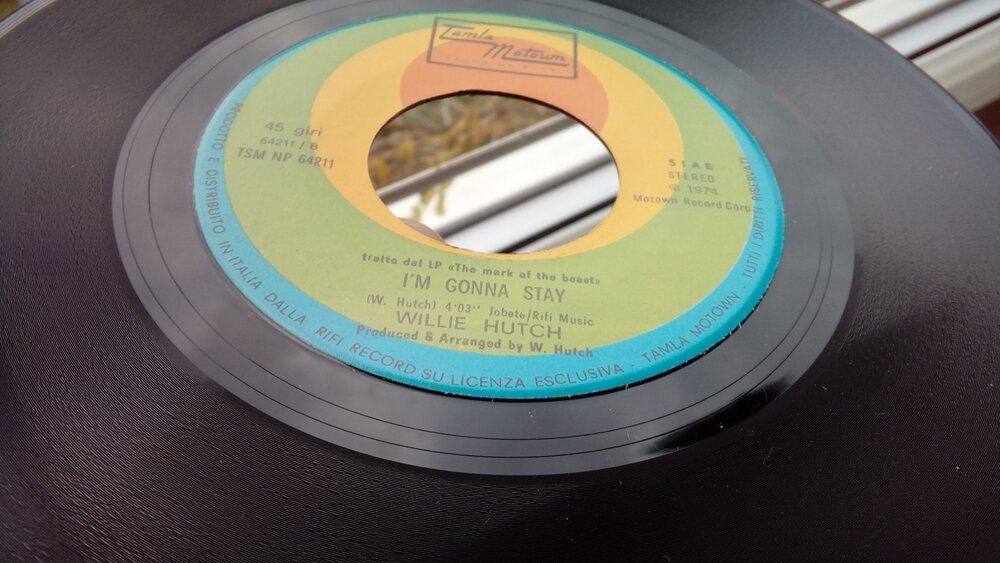 Tamla
Motown
45 giri
64211 / B
TSM NP 64211
S I A E
STEREO
℗ 1974
Motown Record Corp.
tratto dal LP «The mark of the beast»
I'M GONNA STAY
(W. Hutch) 4'03" Jobete/Rifi Music
WILLIE HUTCH
Produced & Arranged by W. Hutch
PRODOTTO E DISTRIBUITO IN ITALIA DALLA RIFI RECORD SU LICENZA ESCLUSIVA - TAMLA MOTOWN - TUTTI I DIRITTI RISERVATI